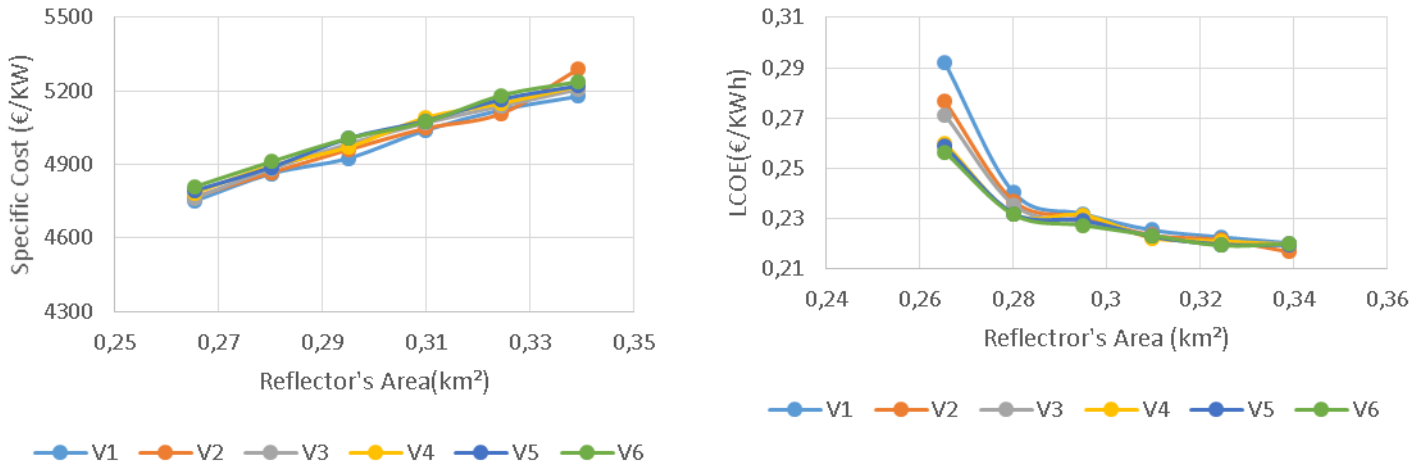 Specific Cost (€/KW)
5500
5200
4900
4600
4300
0,25 0,27 0,29 0,31 0,33 0,35
Reflector's Area(km²)
V1 V2 V3 V4 V5 V6
LCOE(€/KWh)
0,31
0,29
0,27
0,25
0,23
0,21
0,24 0,26 0,28 0,3 0,32 0,34 0,36
Reflectror's Area (km²)
V1 V2 V3 V4 V5 V6